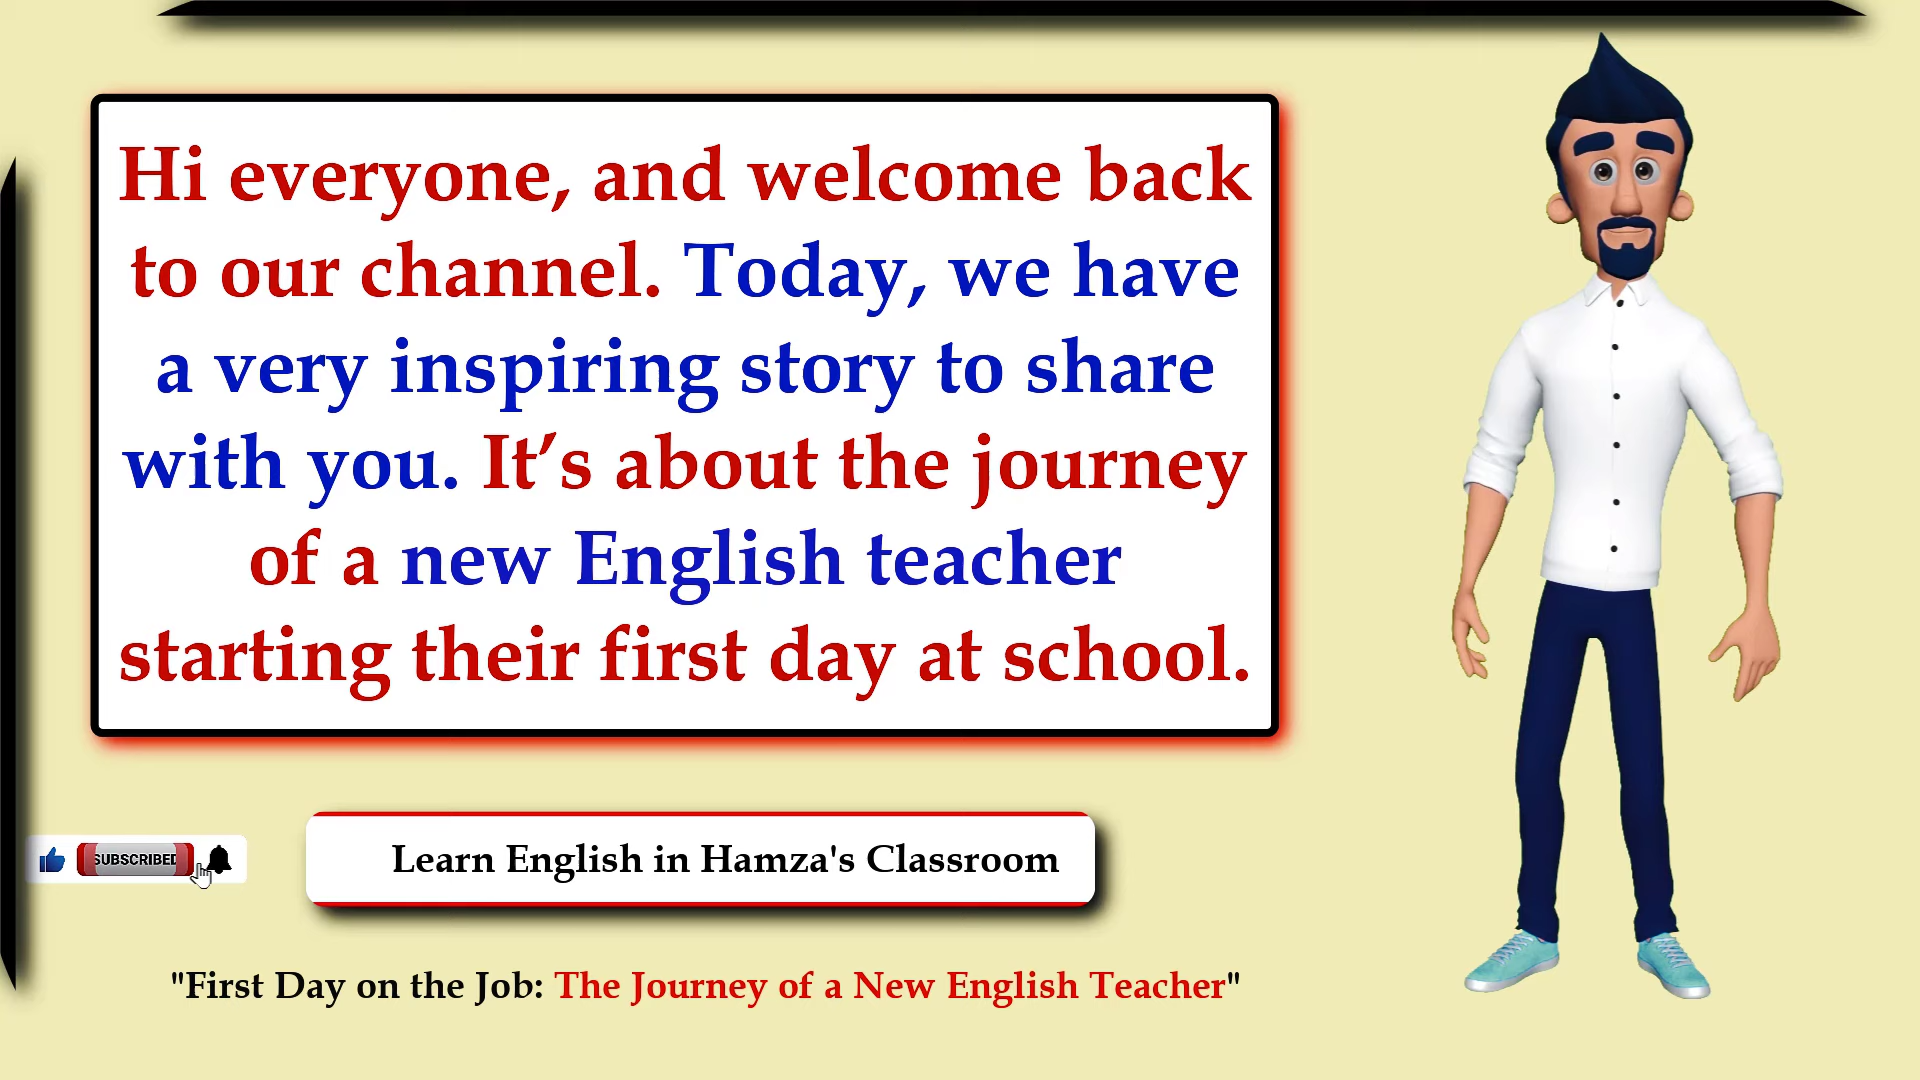 Hi everyone, and welcome back
to our channel. Today, we have
a very inspiring story to share
with you. It’s about the journey
of a new English teacher
starting their first day at school.
SUBSCRIBED
Learn English in Hamza's Classroom
"First Day on the Job: The Journey of a New English Teacher"